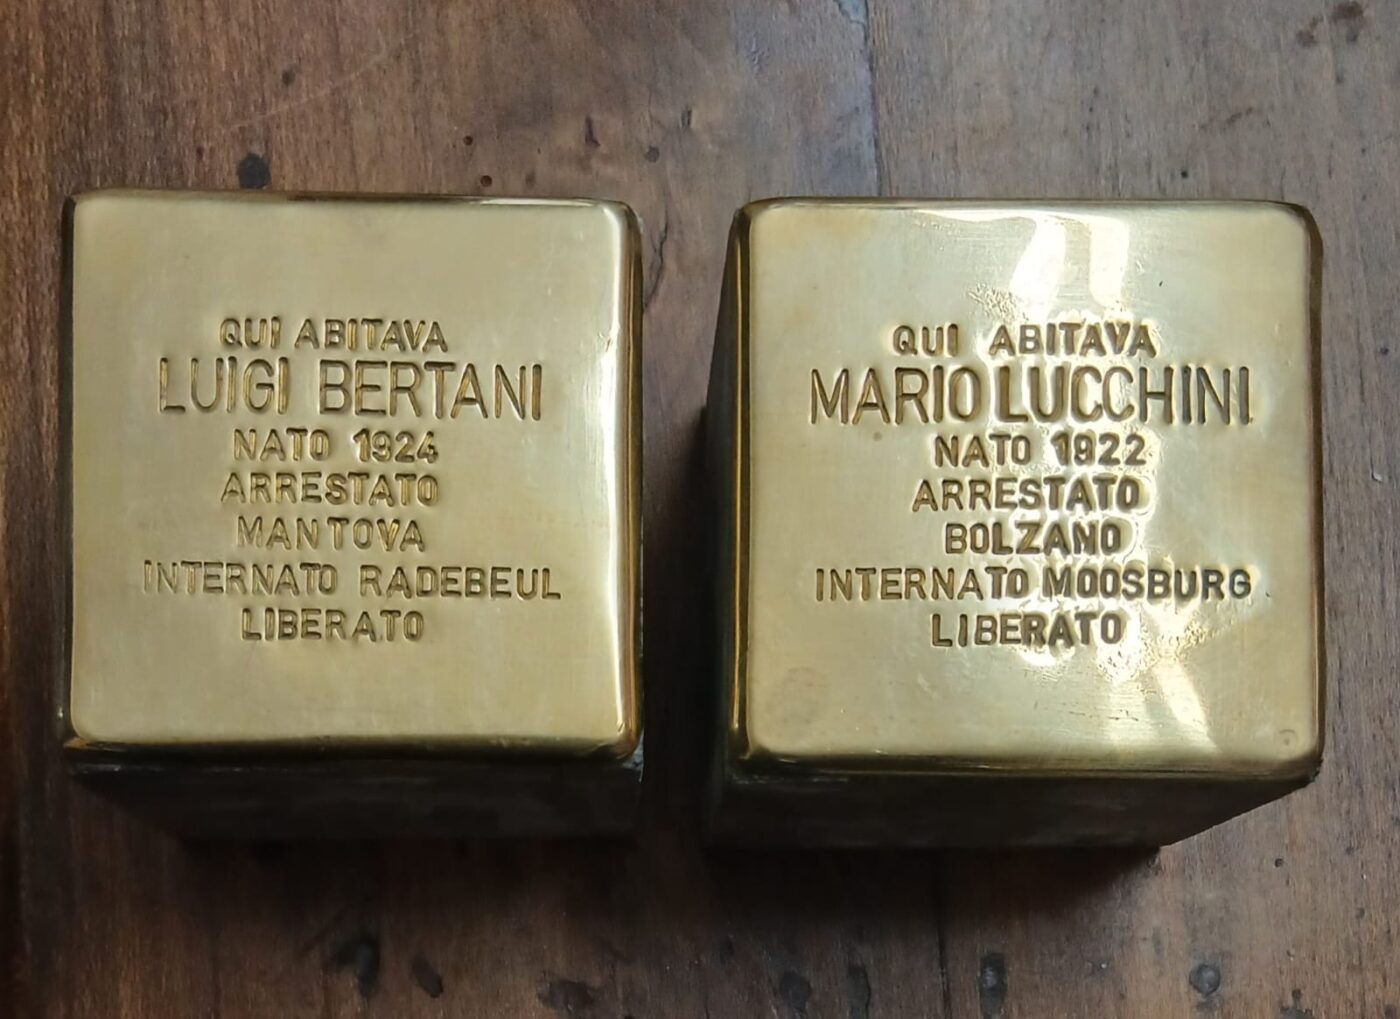 QUI ABITAVA
LUIGI BERTANI
NATO 1924
ARRESTATO
MANTOVA
INTERNATO RADEBEUL
LIBERATO
QUI ABITAVA
MARIO LUCCHINI
NATO 1922
ARRESTATO
BOLZANO
INTERNATO MOOSBURG
LIBERATO